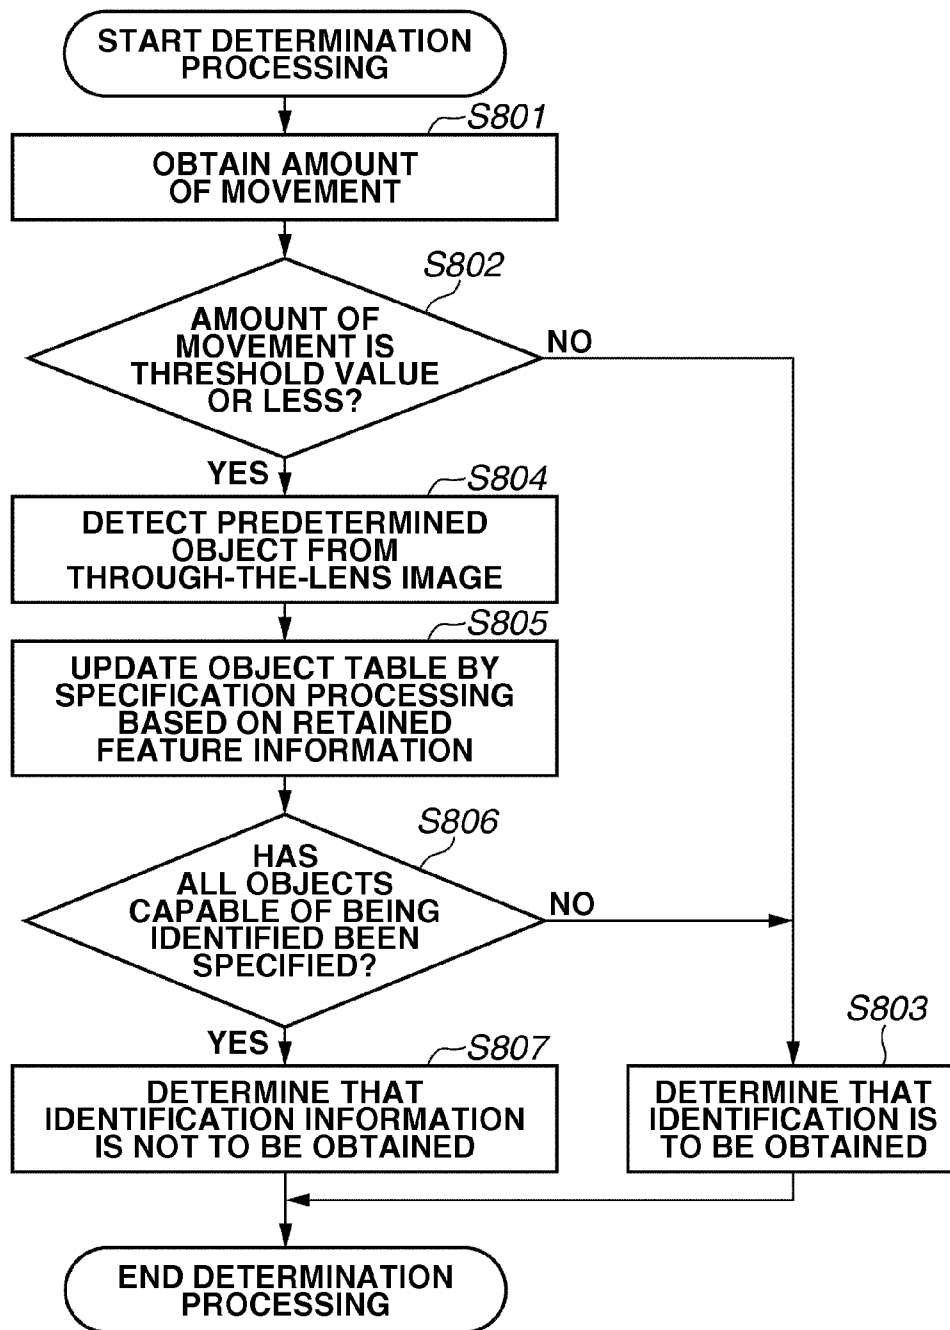 START DETERMINATION
PROCESSING
S801
OBTAIN AMOUNT
OF MOVEMENT
S802
AMOUNT OF
MOVEMENT IS
THRESHOLD VALUE
OR LESS?
NO
YES
S804
DETECT PREDETERMINED
OBJECT FROM
THROUGH-THE-LENS IMAGE
S805
UPDATE OBJECT TABLE BY
SPECIFICATION PROCESSING
BASED ON RETAINED
FEATURE INFORMATION
S806
HAS
ALL OBJECTS
CAPABLE OF BEING
IDENTIFIED BEEN
SPECIFIED?
NO
YES
S807
DETERMINE THAT
IDENTIFICATION INFORMATION
IS NOT TO BE OBTAINED
S803
DETERMINE THAT
IDENTIFICATION IS
TO BE OBTAINED
END DETERMINATION
PROCESSING